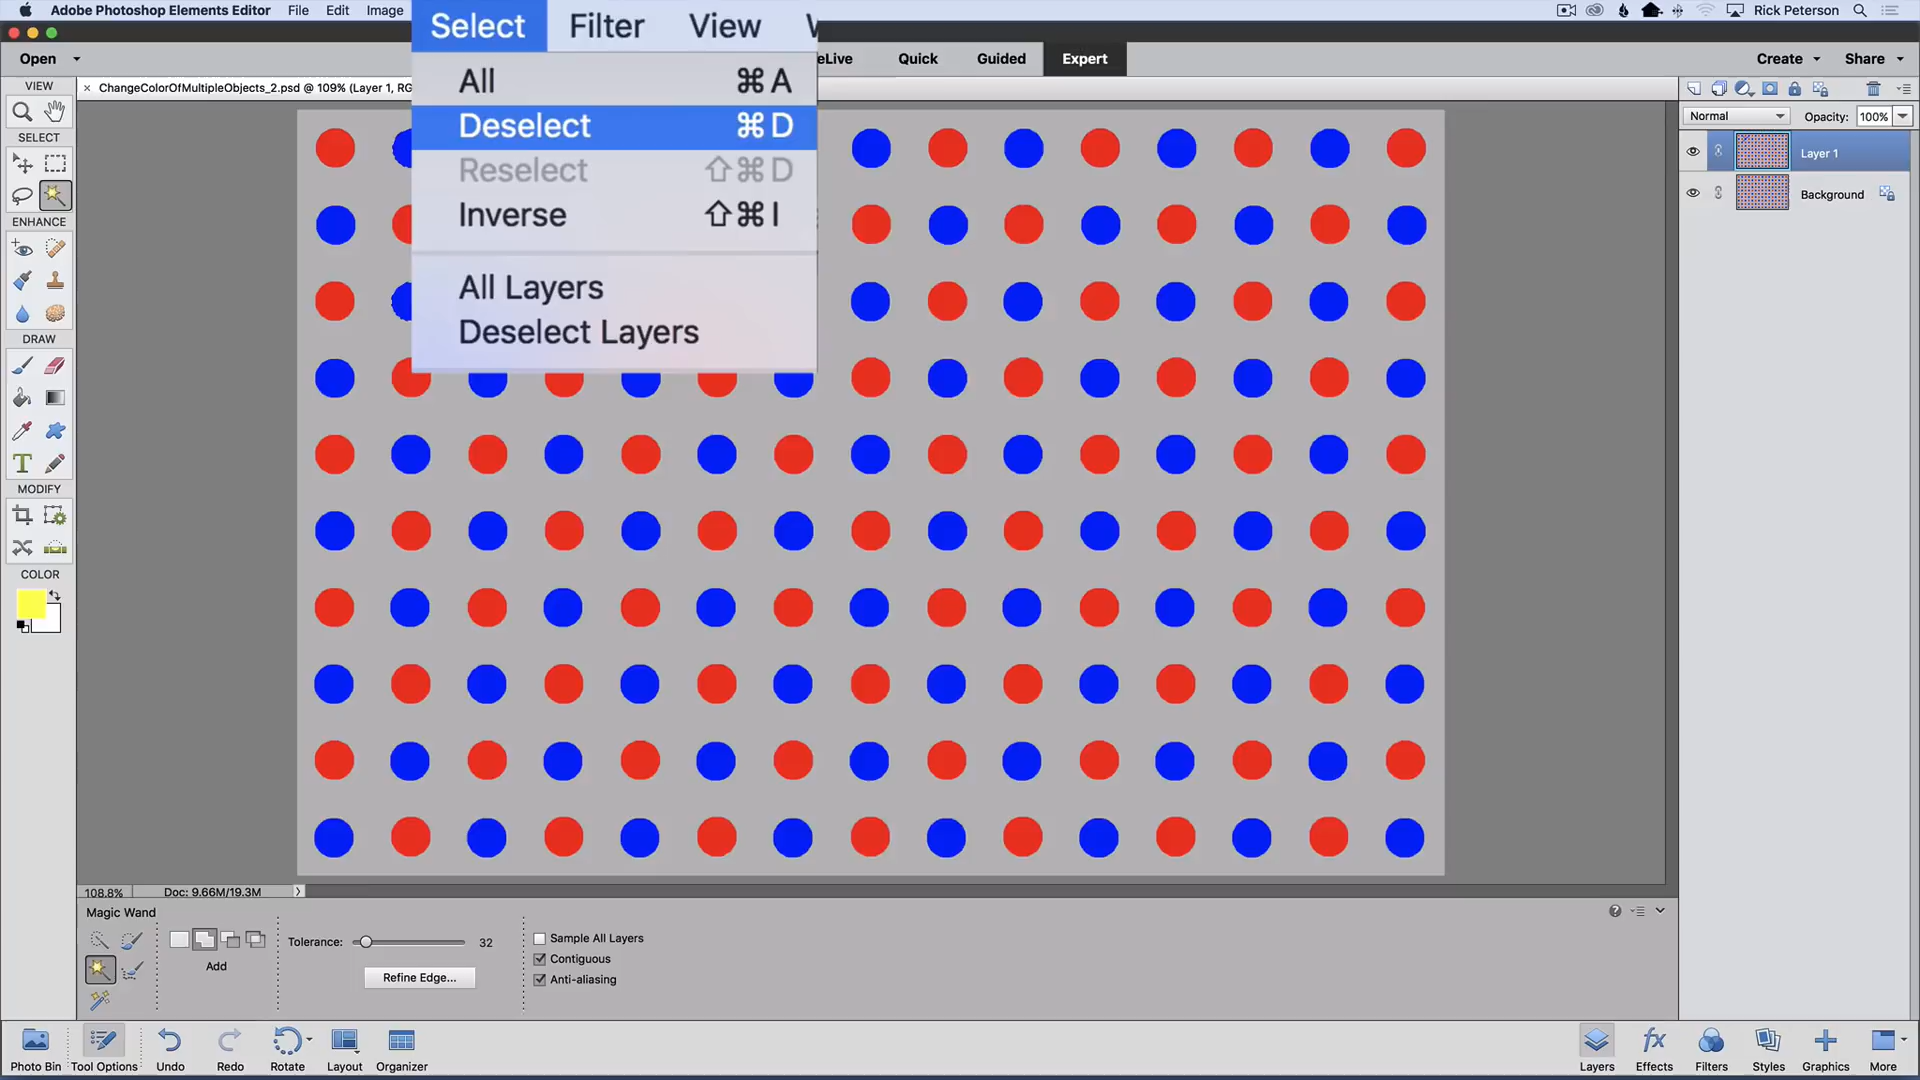 Adobe Photoshop Elements Editor File Edit Image Select Filter View Rick Peterson
Open eLive Quick Guided Expert Create Share
ChangeColorOfMultipleObjects_2.psd @ 109% (Layer 1, RG
All ⌘A
Deselect ⌘D
Reselect ⇧⌘D
Inverse ⇧⌘I
All Layers
Deselect Layers
VIEW
SELECT
ENHANCE
DRAW
T
MODIFY
COLOR
Normal Opacity: 100%
Layer 1
Background
108.8% Doc: 9.66M/19.3M
Magic Wand
Add
Tolerance: 32
Refine Edge...
Sample All Layers
Contiguous
Anti-aliasing
Photo Bin Tool Options Undo Redo Rotate Layout Organizer
fx
Layers Effects Filters Styles Graphics More